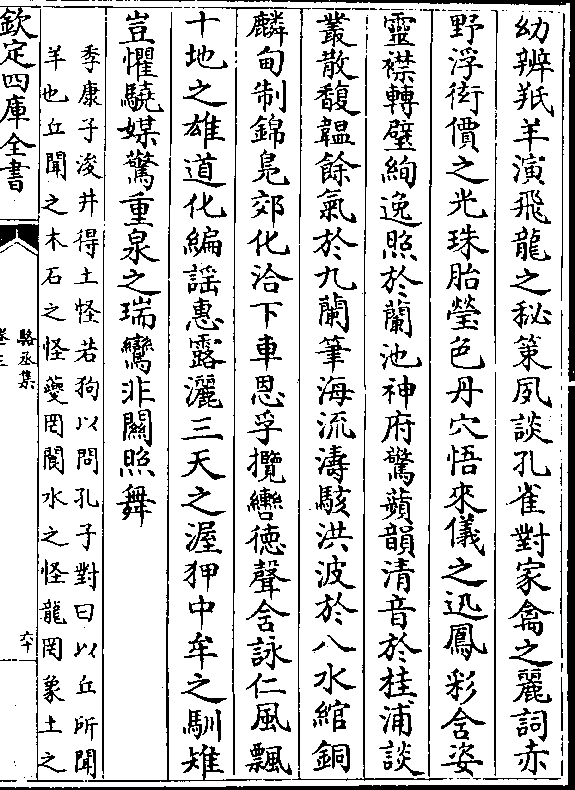 幼辨羝羊演飛龍之秘策夙談孔雀對家禽之麗詞赤
野浮衒價之光珠胎瑩色丹穴悟來儀之迅鳳彩含姿
靈襟轉璧絢逸照於蘭池神府驚蘋韻清音於桂浦談
叢散馥韞餘氣於九蘭筆海流濤駭洪波於八水綰銅
麟甸制錦鳧郊化洽下車恩孚攬轡德聲含詠仁風飄
十地之雄道化編謡惠露灑三天之渥狎中牟之馴雉
豈懼驍媒驚重泉之瑞鸞非關照舞
季康子浚井得土怪若狗以問孔子對曰以丘所聞
羊也丘聞之木石之怪夔罔閬水之怪龍罔象土之
欽定四庫全書
駱丞集
卷三
六十